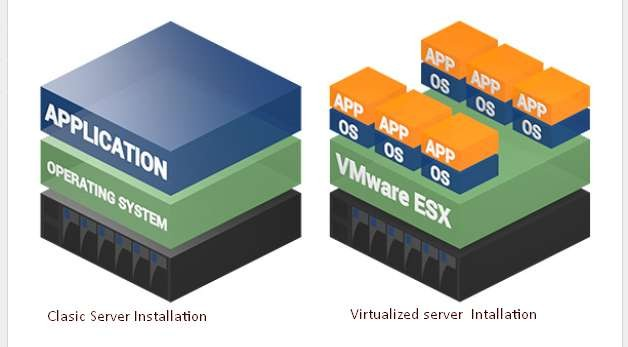 APPLICATION
OPERATING SYSTEM
Clasic Server Installation
APP
OS
APP
OS
APP
OS
APP
OS
APP
OS
APP
OS
VMware ESX
Virtualized server Intallation